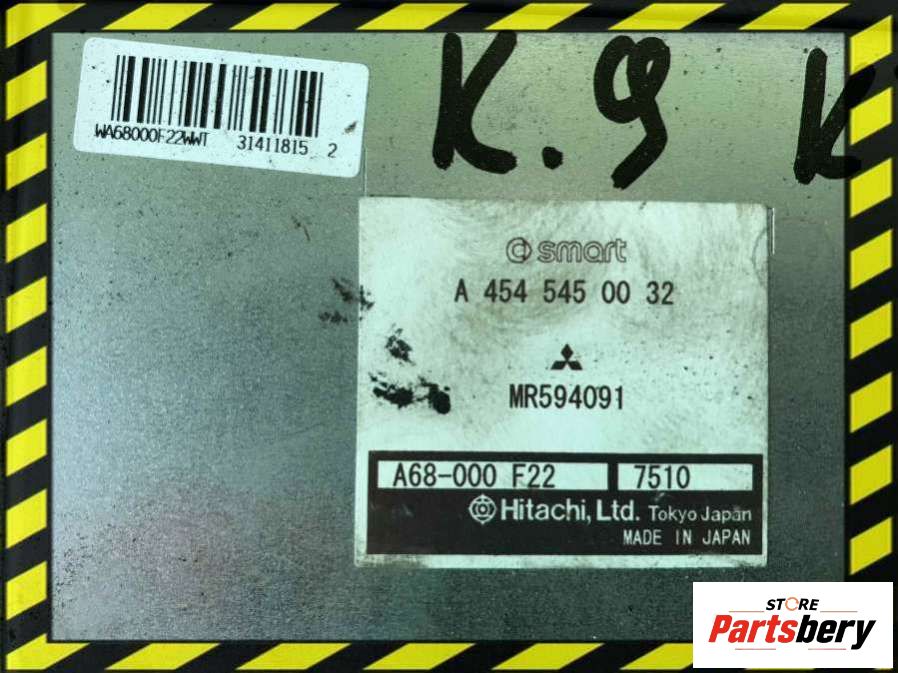 WA68000F22WWT 31411815 2
K.9 K
smart
A 454 545 00 32
MR594091
A68-000 F22 7510
Hitachi, Ltd. Tokyo Japan
MADE IN JAPAN
STORE
Partsbery